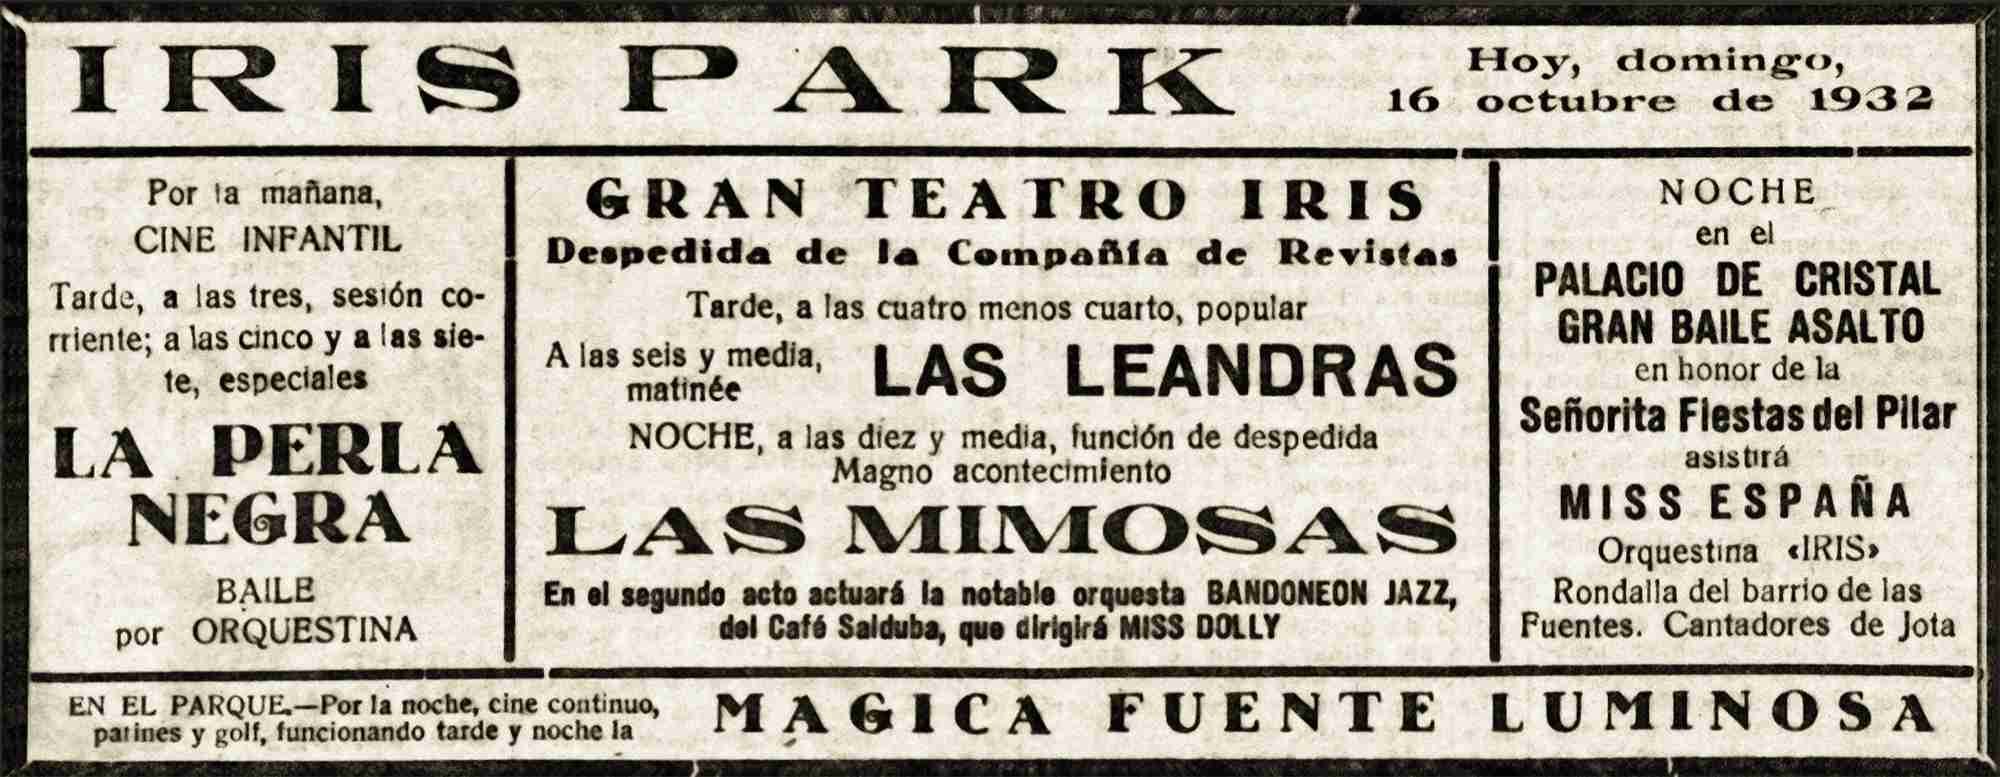 IRIS PARK
Hoy, domingo,
16 octubre de 1932
Por la mañana,
CINE INFANTIL
Tarde, a las tres, sesión co-
rriente; a las cinco y a las sie-
te, especiales
LA PERLA
NEGRA
BAILE
por ORQUESTINA
GRAN TEATRO IRIS
Despedida de la Compañía de Revistas
Tarde, a las cuatro menos cuarto, popular
A las seis y media,
matinée
LAS LEANDRAS
NOCHE, a las diez y media, función de despedida
Magno acontecimiento
LAS MIMOSAS
En el segundo acto actuará la notable orquesta BANDONEON JAZZ,
del Café Salduba, que dirigirá MISS DOLLY
NOCHE
en el
PALACIO DE CRISTAL
GRAN BAILE ASALTO
en honor de la
Señorita Fiestas del Pilar
asistirá
MISS ESPAÑA
Orquestina «IRIS»
Rondalla del barrio de las
Fuentes. Cantadores de Jota
EN EL PARQUE.—Por la noche, cine continuo,
patines y golf, funcionando tarde y noche la
MAGICA FUENTE LUMINOSA